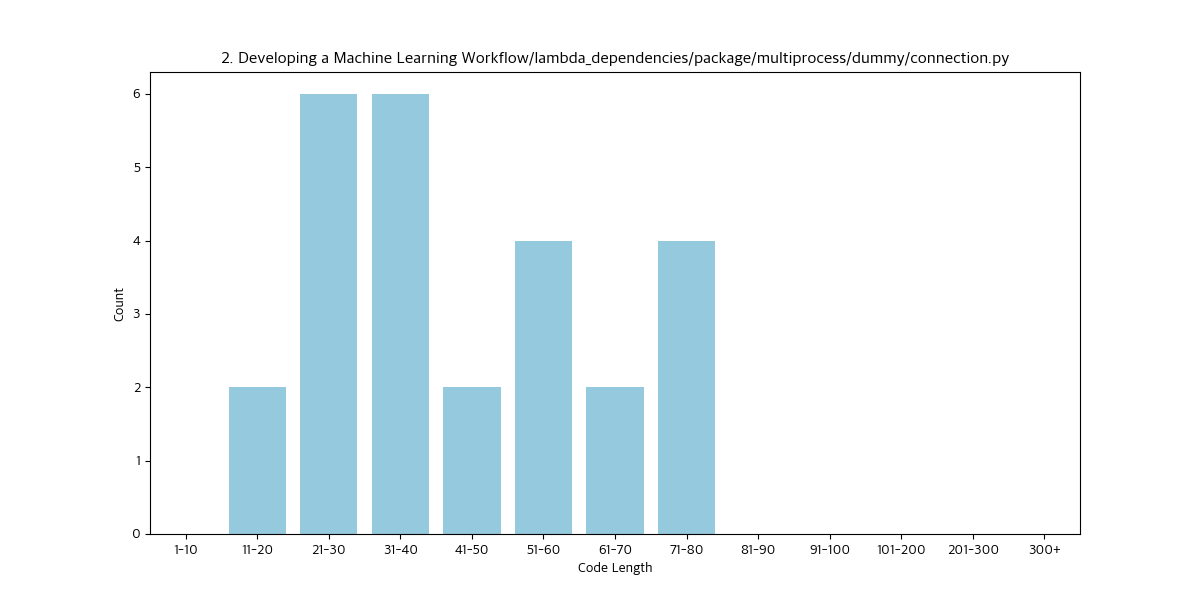 2. Developing a Machine Learning Workflow/lambda_dependencies/package/multiprocess/dummy/connection.py
6
5
4
3
2
1
0
Count
1-10 11-20 21-30 31-40 41-50 51-60 61-70 71-80 81-90 91-100 101-200 201-300 300+
Code Length